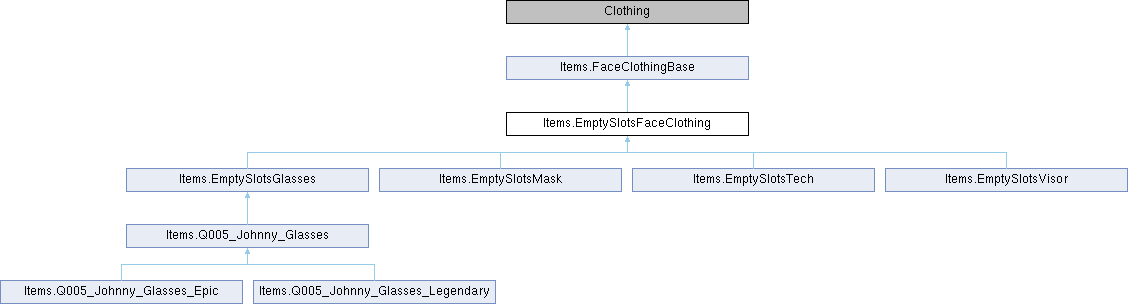 Clothing
Items.FaceClothingBase
Items.EmptySlotsFaceClothing
Items.EmptySlotsGlasses
Items.EmptySlotsMask
Items.EmptySlotsTech
Items.EmptySlotsVisor
Items.Q005_Johnny_Glasses
Items.Q005_Johnny_Glasses_Epic
Items.Q005_Johnny_Glasses_Legendary